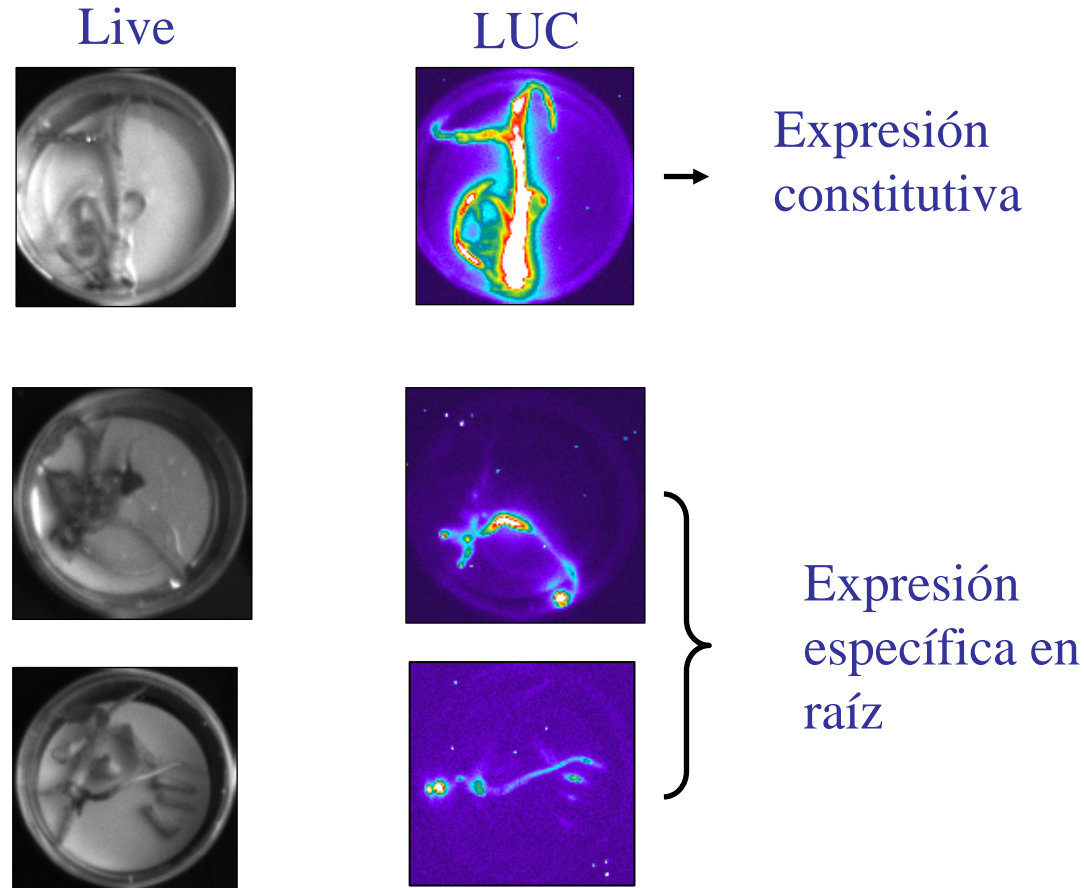 Live
LUC
Expresión
constitutiva
Expresión
específica en
raíz